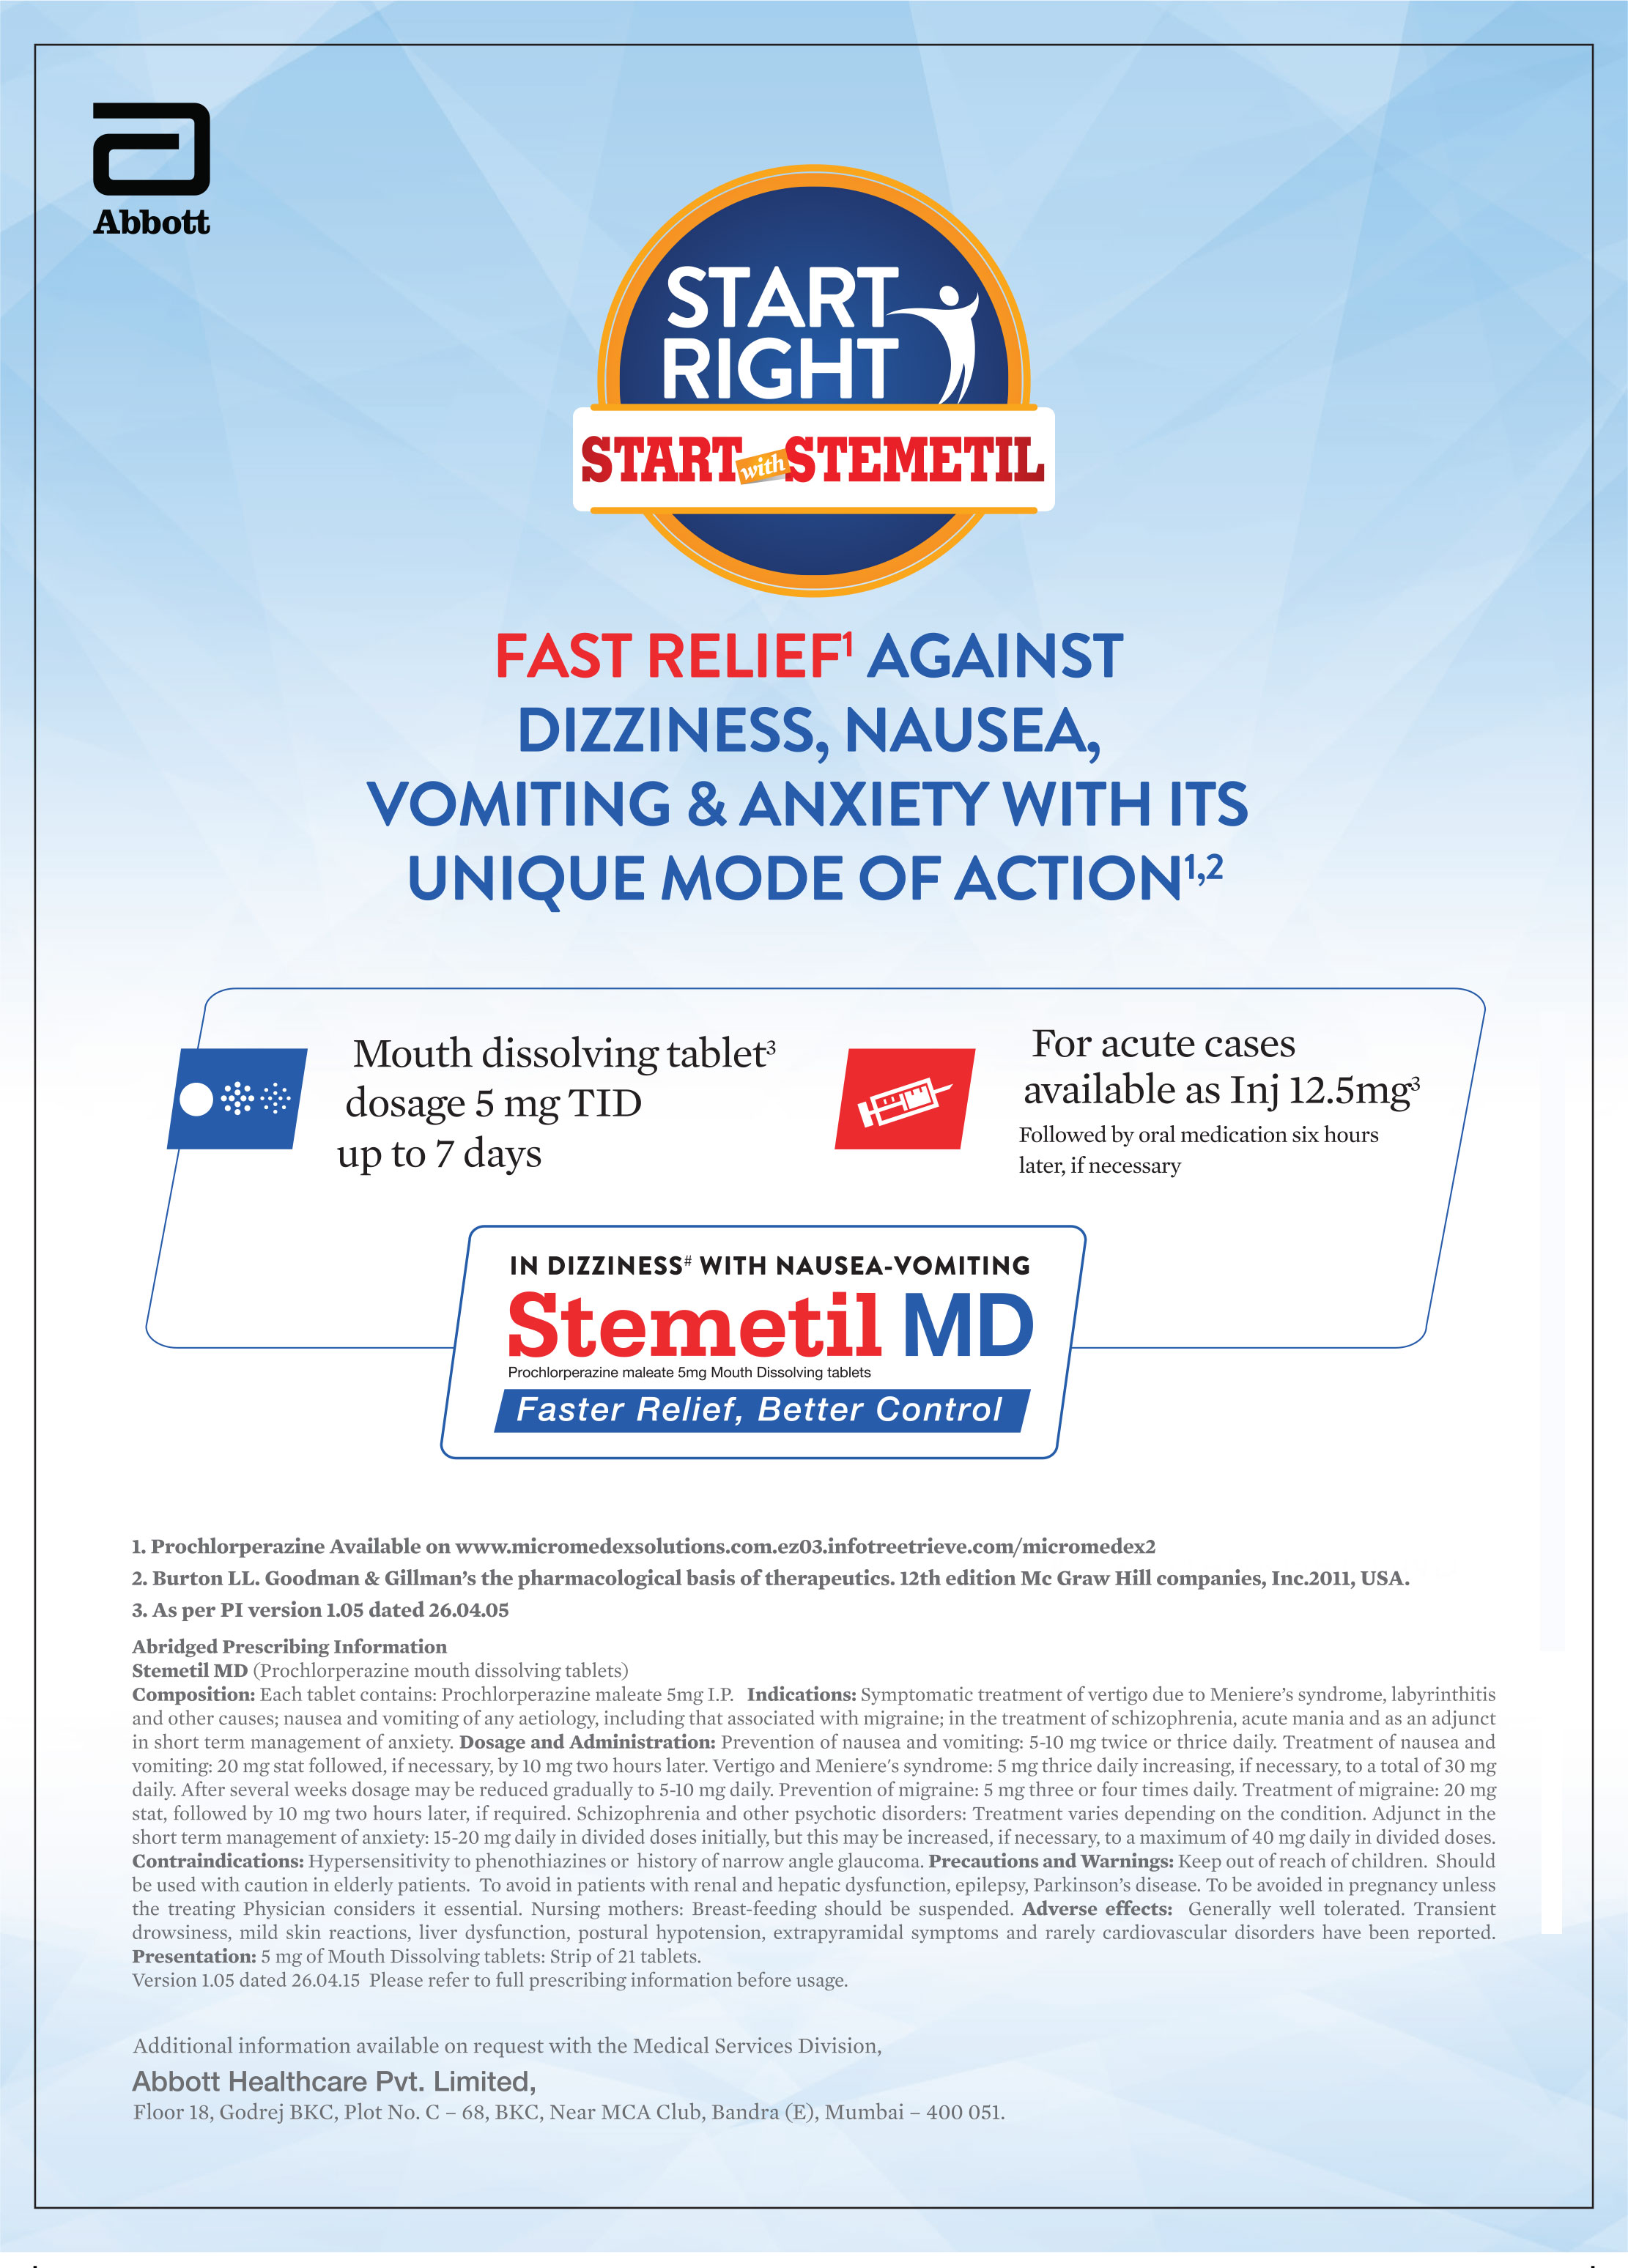 Abbott
START
RIGHT
START with STEMETIL
FAST RELIEF¹ AGAINST
DIZZINESS, NAUSEA,
VOMITING & ANXIETY WITH ITS
UNIQUE MODE OF ACTION¹,²
Mouth dissolving tablet³
dosage 5 mg TID
up to 7 days
For acute cases
available as Inj 12.5mg³
Followed by oral medication six hours
later, if necessary
IN DIZZINESS# WITH NAUSEA-VOMITING
Stemetil MD
Prochlorperazine maleate 5mg Mouth Dissolving tablets
Faster Relief, Better Control
1. Prochlorperazine Available on www.micromedexsolutions.com.ez03.infotreetrieve.com/micromedex2
2. Burton LL. Goodman & Gillman's the pharmacological basis of therapeutics. 12th edition Mc Graw Hill companies, Inc.2011, USA.
3. As per PI version 1.05 dated 26.04.05
Abridged Prescribing Information
Stemetil MD (Prochlorperazine mouth dissolving tablets)
Composition: Each tablet contains: Prochlorperazine maleate 5mg I.P. Indications: Symptomatic treatment of vertigo due to Meniere's syndrome, labyrinthitis
and other causes; nausea and vomiting of any aetiology, including that associated with migraine; in the treatment of schizophrenia, acute mania and as an adjunct
in short term management of anxiety. Dosage and Administration: Prevention of nausea and vomiting: 5-10 mg twice or thrice daily. Treatment of nausea and
vomiting: 20 mg stat followed, if necessary, by 10 mg two hours later. Vertigo and Meniere's syndrome: 5 mg thrice daily increasing, if necessary, to a total of 30 mg
daily. After several weeks dosage may be reduced gradually to 5-10 mg daily. Prevention of migraine: 5 mg three or four times daily. Treatment of migraine: 20 mg
stat, followed by 10 mg two hours later, if required. Schizophrenia and other psychotic disorders: Treatment varies depending on the condition. Adjunct in the
short term management of anxiety: 15-20 mg daily in divided doses initially, but this may be increased, if necessary, to a maximum of 40 mg daily in divided doses.
Contraindications: Hypersensitivity to phenothiazines or history of narrow angle glaucoma. Precautions and Warnings: Keep out of reach of children. Should
be used with caution in elderly patients. To avoid in patients with renal and hepatic dysfunction, epilepsy, Parkinson's disease. To be avoided in pregnancy unless
the treating Physician considers it essential. Nursing mothers: Breast-feeding should be suspended. Adverse effects: Generally well tolerated. Transient
drowsiness, mild skin reactions, liver dysfunction, postural hypotension, extrapyramidal symptoms and rarely cardiovascular disorders have been reported.
Presentation: 5 mg of Mouth Dissolving tablets: Strip of 21 tablets.
Version 1.05 dated 26.04.15 Please refer to full prescribing information before usage.
Additional information available on request with the Medical Services Division,
Abbott Healthcare Pvt. Limited,
Floor 18, Godrej BKC, Plot No. C – 68, BKC, Near MCA Club, Bandra (E), Mumbai – 400 051.